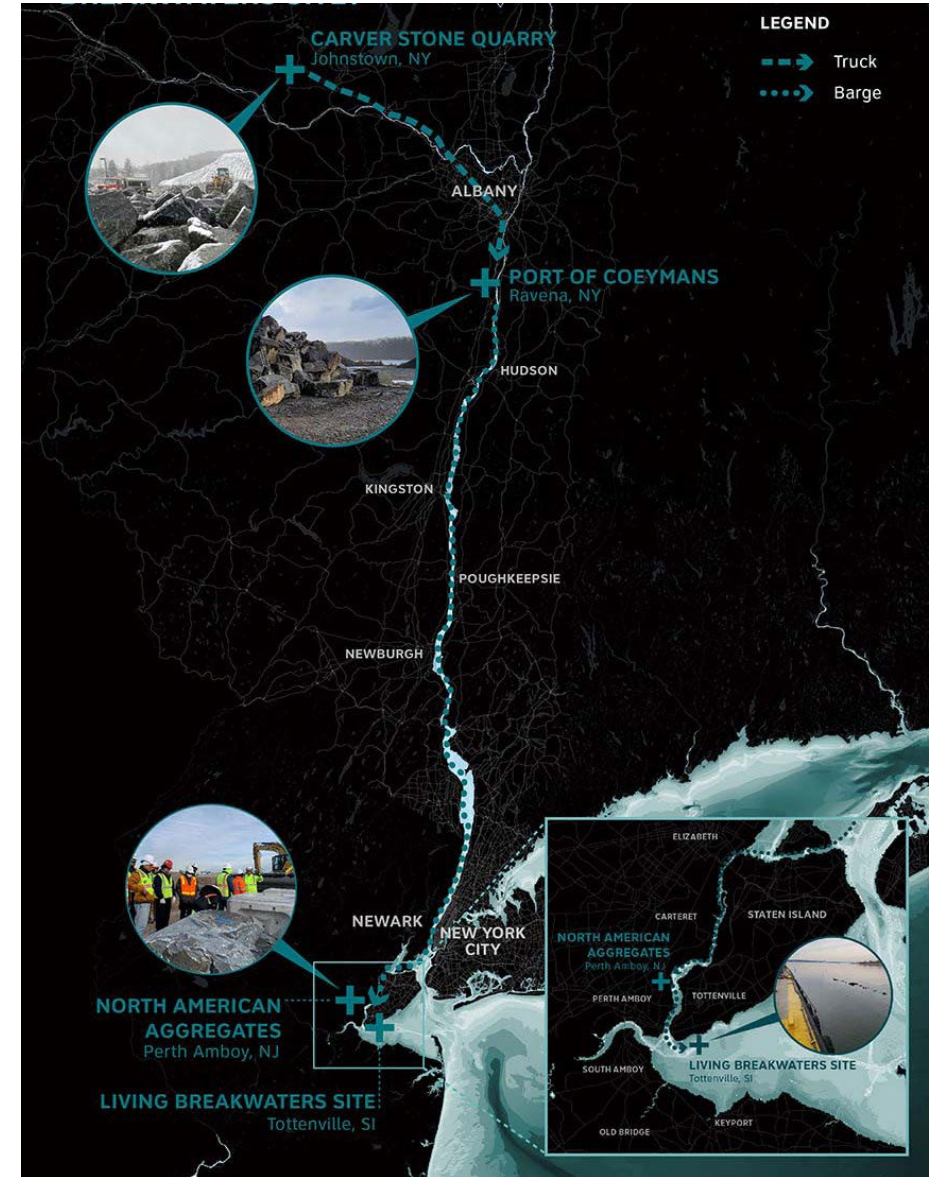 BREAKWATERS SITE?
LEGEND
Truck
Barge
CARVER STONE QUARRY
Johnstown, NY
ALBANY
PORT OF COEYMANS
Ravena, NY
HUDSON
KINGSTON
POUGHKEEPSIE
NEWBURGH
NEWARK
NEW YORK
CITY
NORTH AMERICAN
AGGREGATES
Perth Amboy, NJ
LIVING BREAKWATERS SITE
Tottenville, SI
ELIZABETH
CARTERET
STATEN ISLAND
NORTH AMERICAN
AGGREGATES
Perth Amboy, NJ
PERTH AMBOY
TOTTENVILLE
SOUTH AMBOY
LIVING BREAKWATERS SITE
Tottenville, SI
KEYPORT
OLD BRIDGE